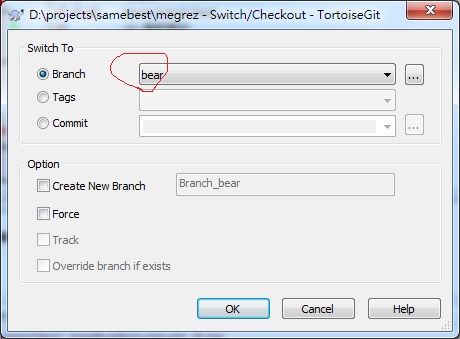 D:\projects\samebest\megrez - Switch/Checkout - TortoiseGit
Switch To
Branch
bear
...
Tags
Commit
...
Option
Create New Branch
Branch_bear
Force
Track
Override branch if exists
OK
Cancel
Help